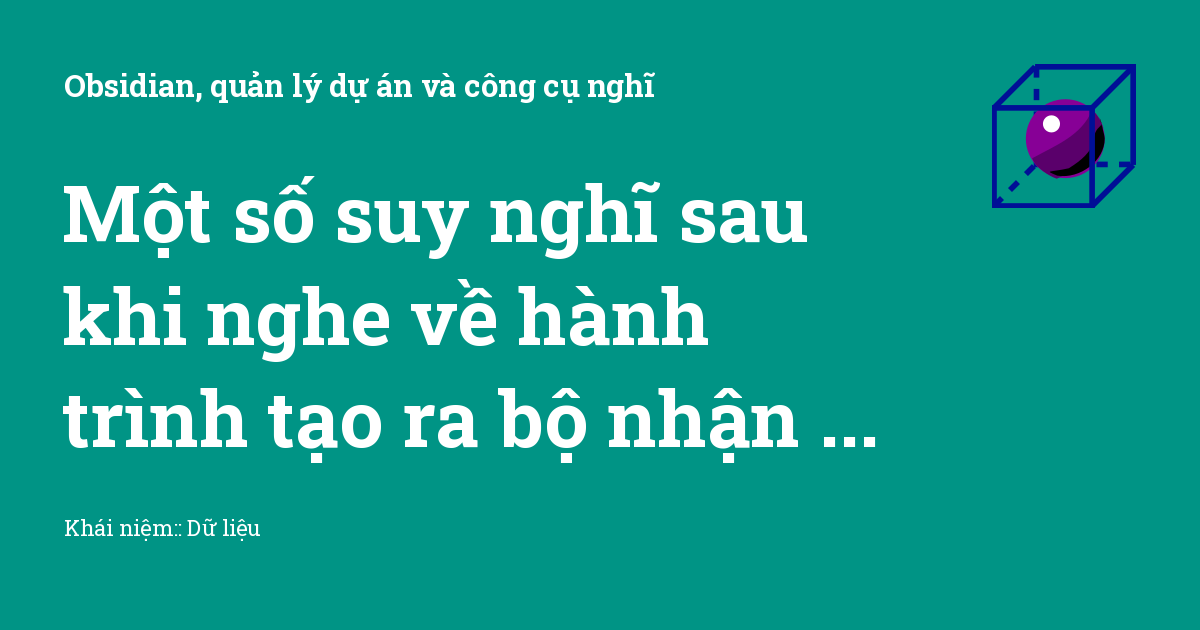 Obsidian, quản lý dự án và công cụ nghĩ
Một số suy nghĩ sau
khi nghe về hành
trình tạo ra bộ nhận ...
Khái niệm:: Dữ liệu